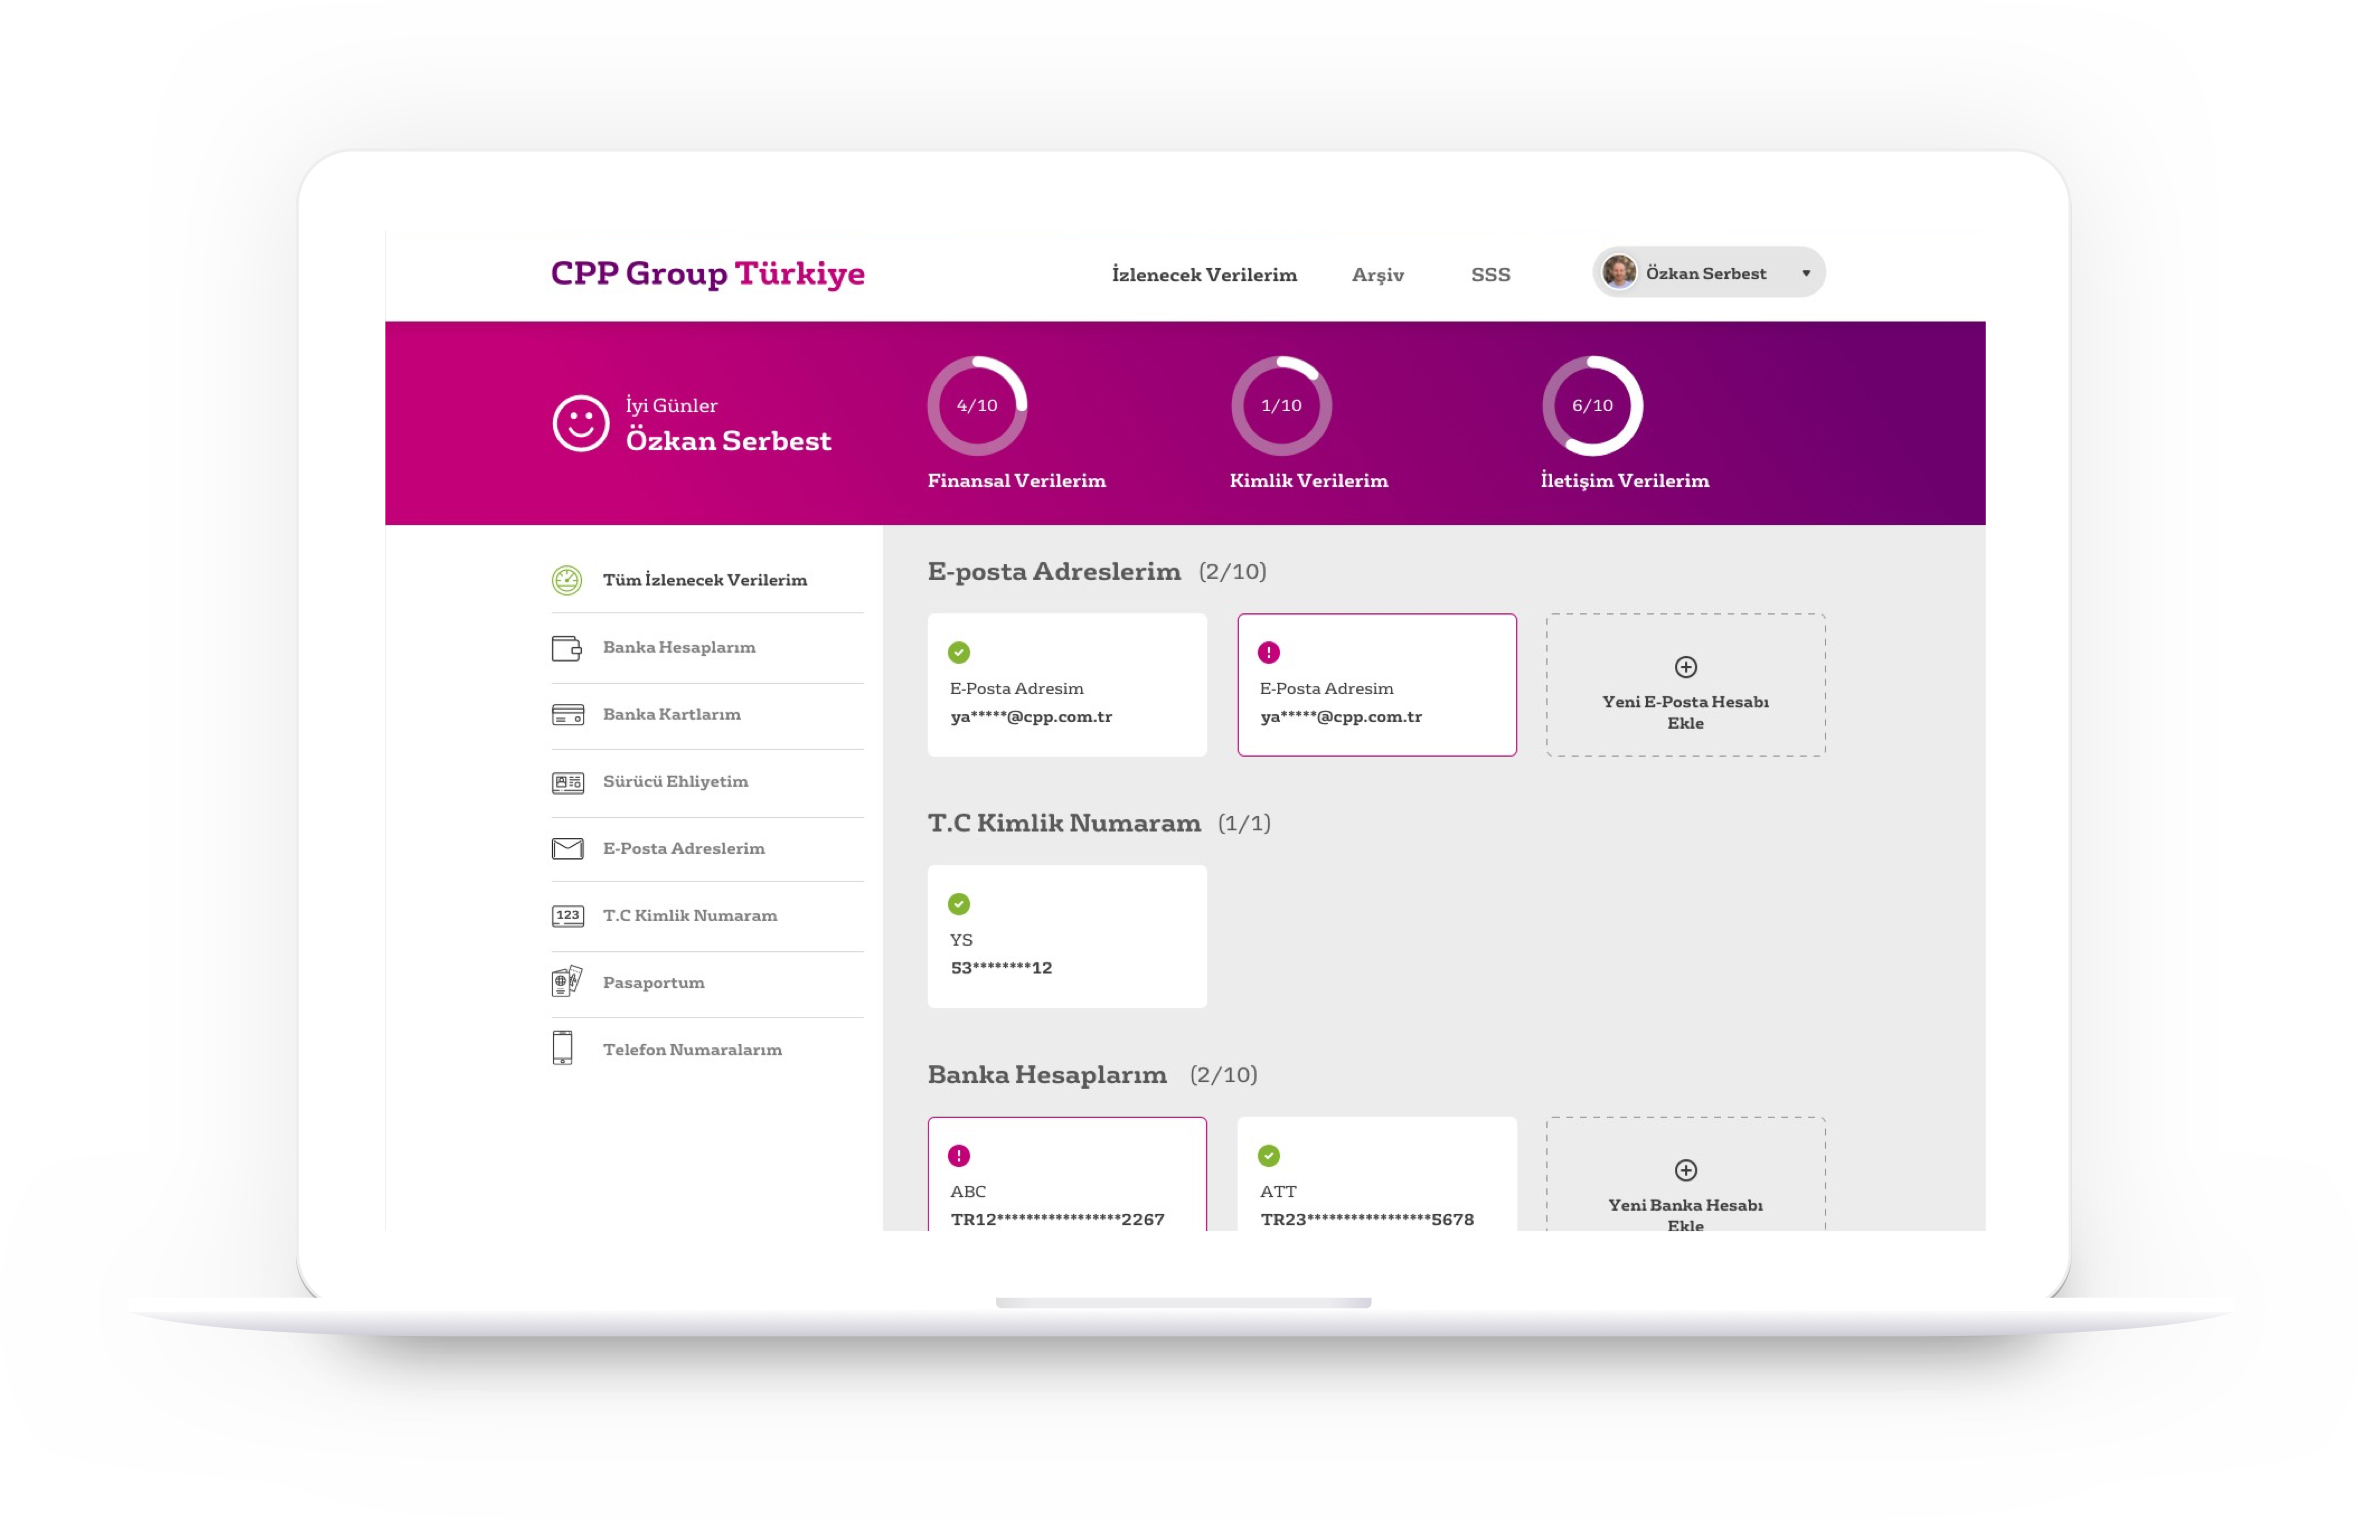 CPP Group Türkiye
İzlenecek Verilerim
Arşiv
SSS
Özkan Serbest
İyi Günler
Özkan Serbest
4/10
Finansal Verilerim
1/10
Kimlik Verilerim
6/10
İletişim Verilerim
Tüm İzlenecek Verilerim
Banka Hesaplarım
Banka Kartlarım
Sürücü Ehliyetim
E-Posta Adreslerim
123
T.C Kimlik Numaram
Pasaportum
Telefon Numaralarım
E-posta Adreslerim (2/10)
E-Posta Adresim
ya*****@cpp.com.tr
E-Posta Adresim
ya*****@cpp.com.tr
Yeni E-Posta Hesabı
Ekle
T.C Kimlik Numaram (1/1)
YS
53********12
Banka Hesaplarım (2/10)
ABC
TR12*****************2267
ATT
TR23*****************5678
Yeni Banka Hesabı
Ekle